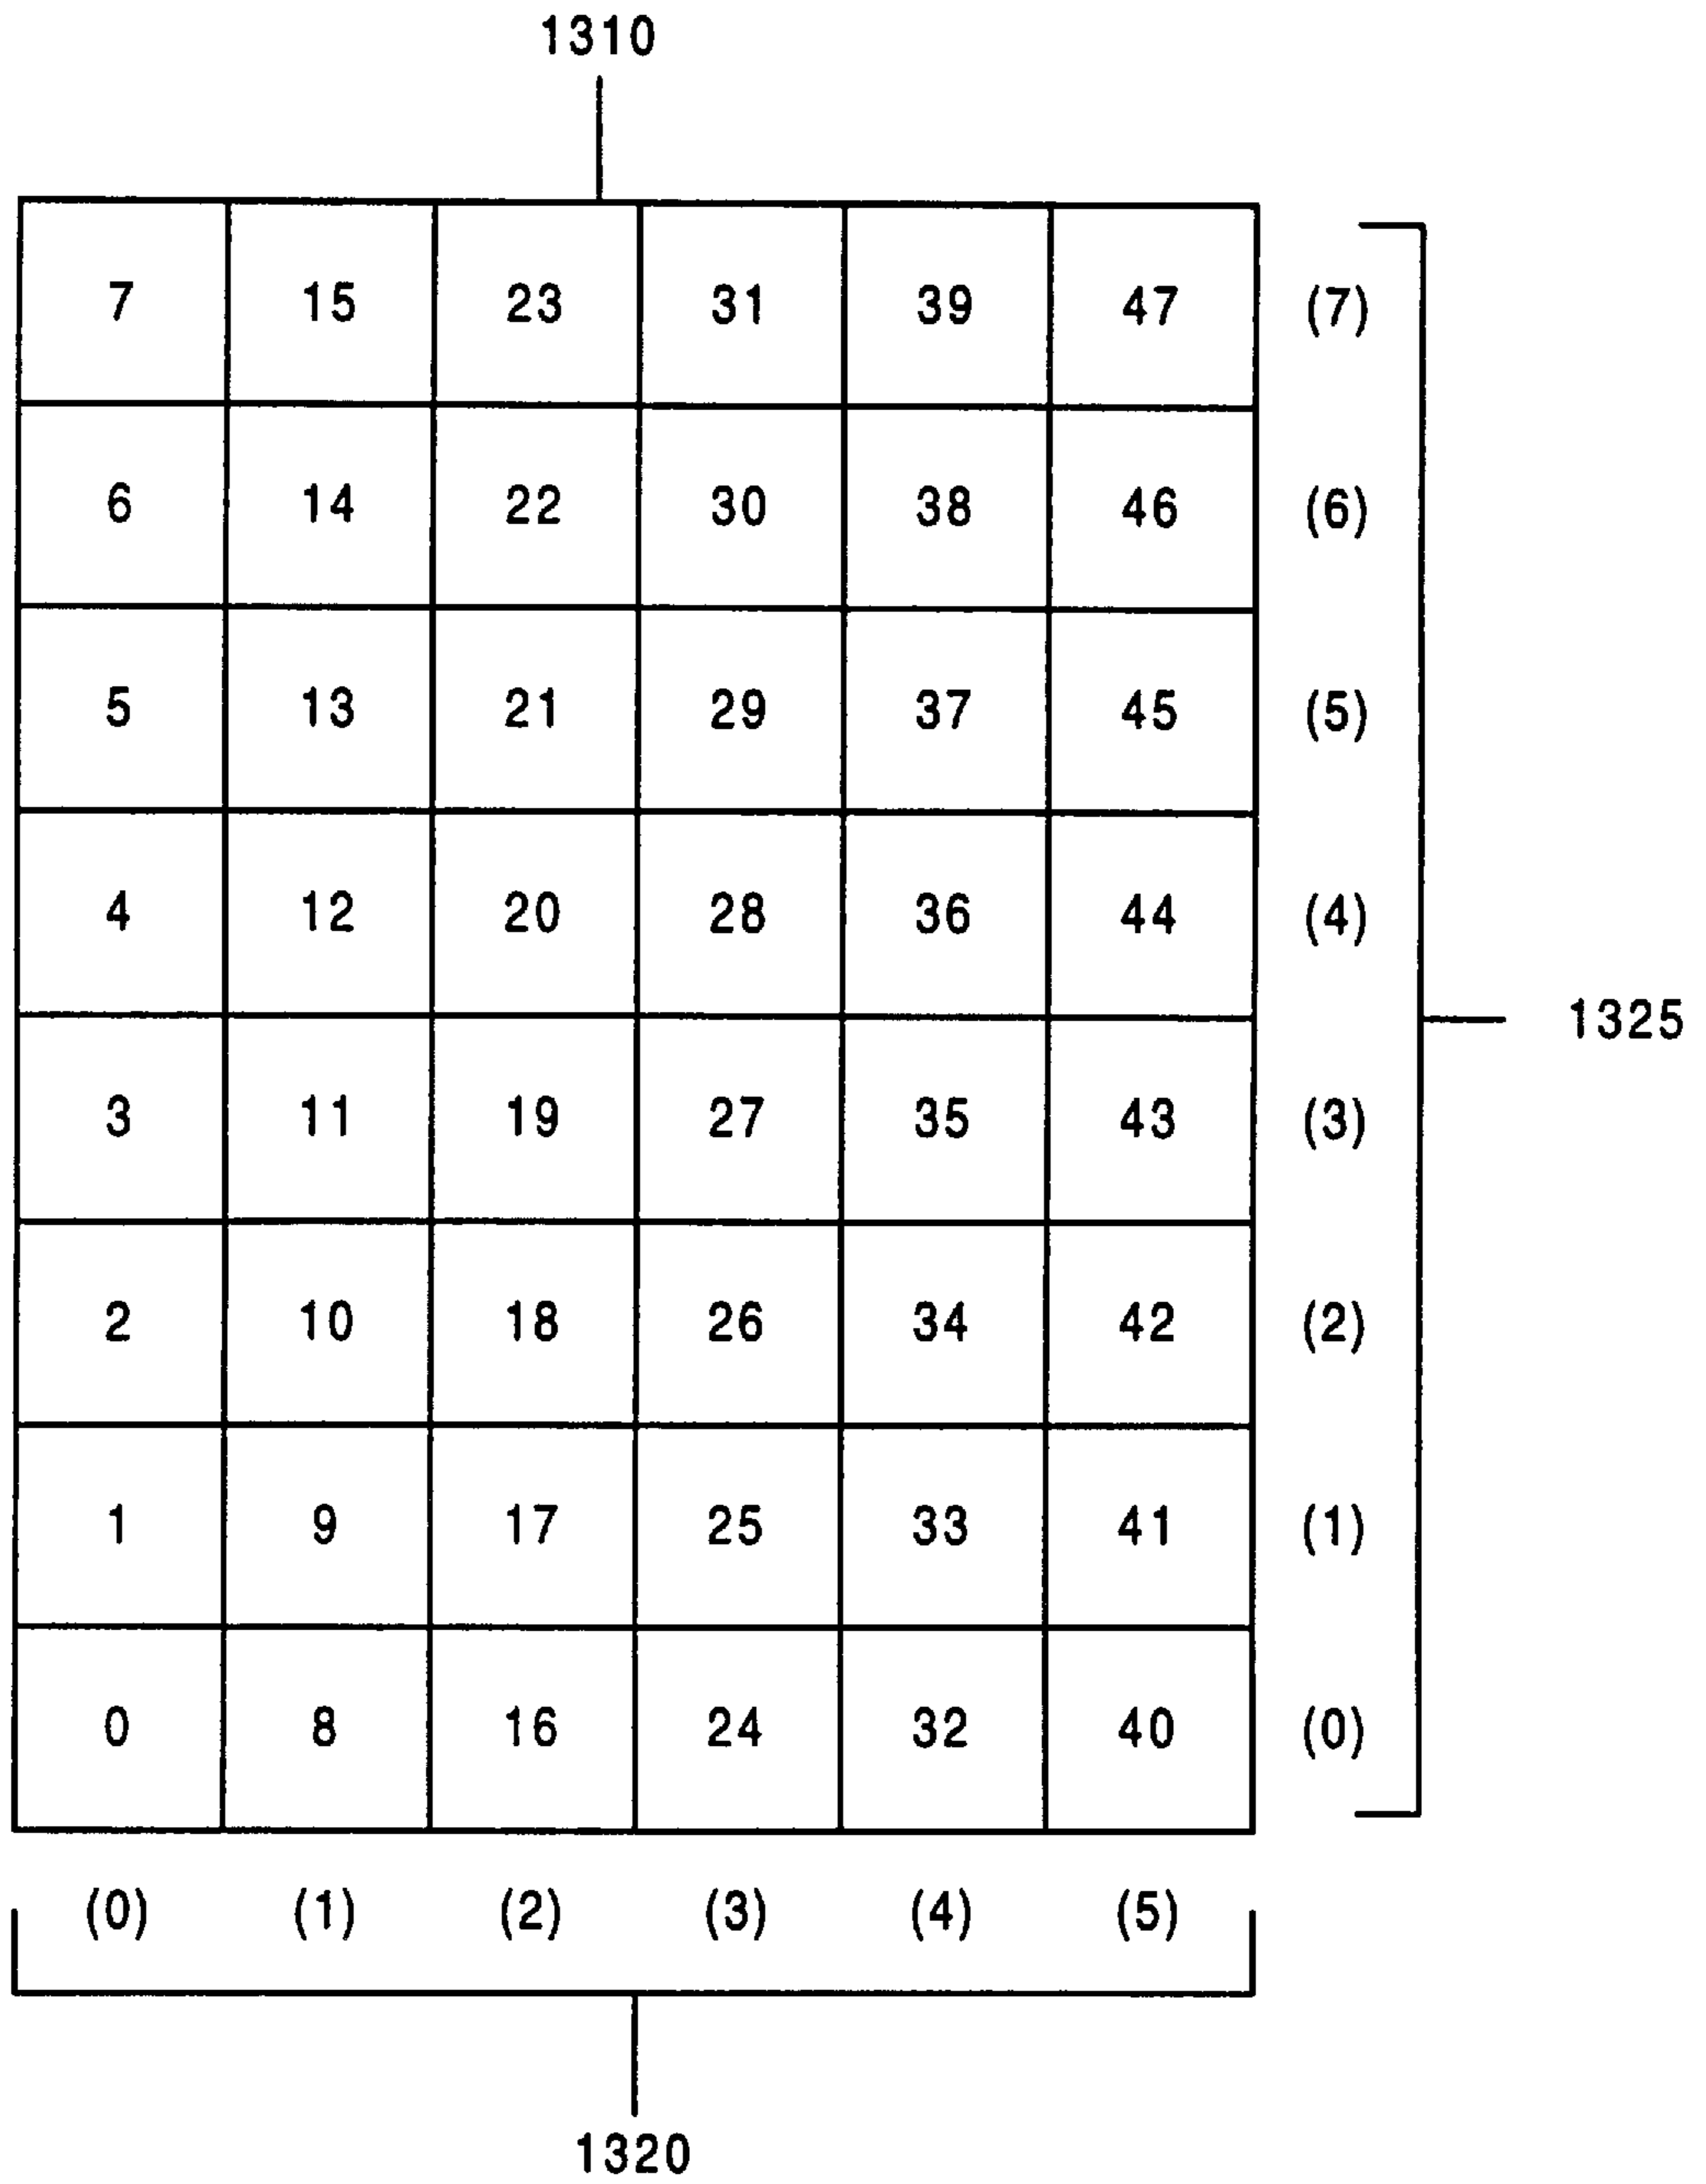 1310
7 15 23 31 39 47 (7)
6 14 22 30 38 46 (6)
5 13 21 29 37 45 (5)
4 12 20 28 36 44 (4)
1325
3 11 19 27 35 43 (3)
2 10 18 26 34 42 (2)
1 9 17 25 33 41 (1)
0 8 16 24 32 40 (0)
(0) (1) (2) (3) (4) (5)
1320